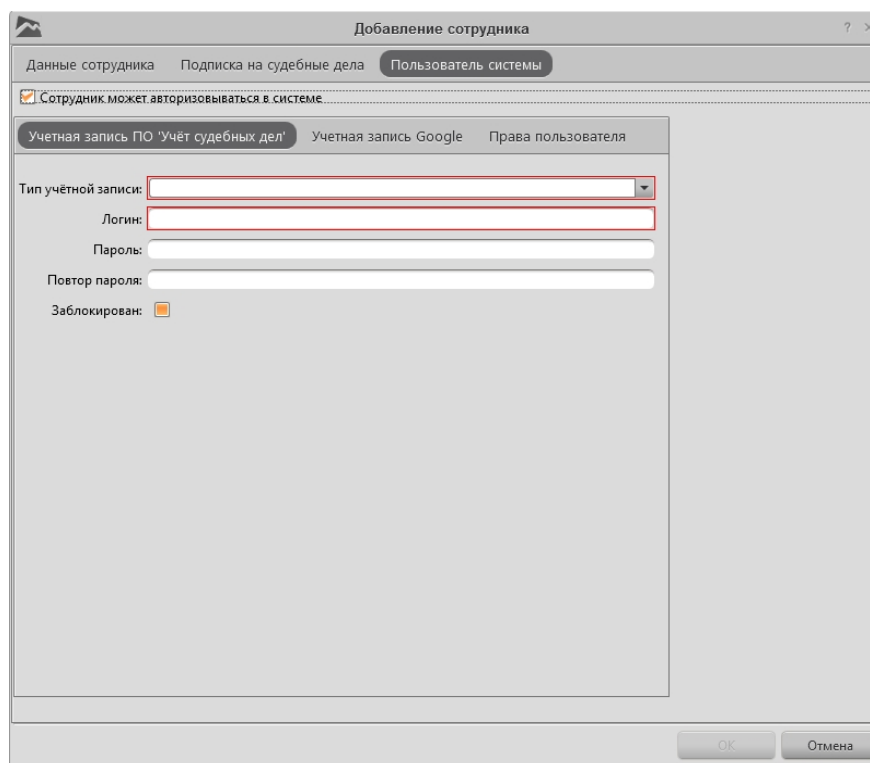 Добавление сотрудника ?
Данные сотрудника Подписка на судебные дела Пользователь системы
Сотрудник может авторизовываться в системе
Учетная запись ПО 'Учёт судебных дел' Учетная запись Google Права пользователя
Тип учётной записи:
Логин:
Пароль:
Повтор пароля:
Заблокирован:
OK Отмена